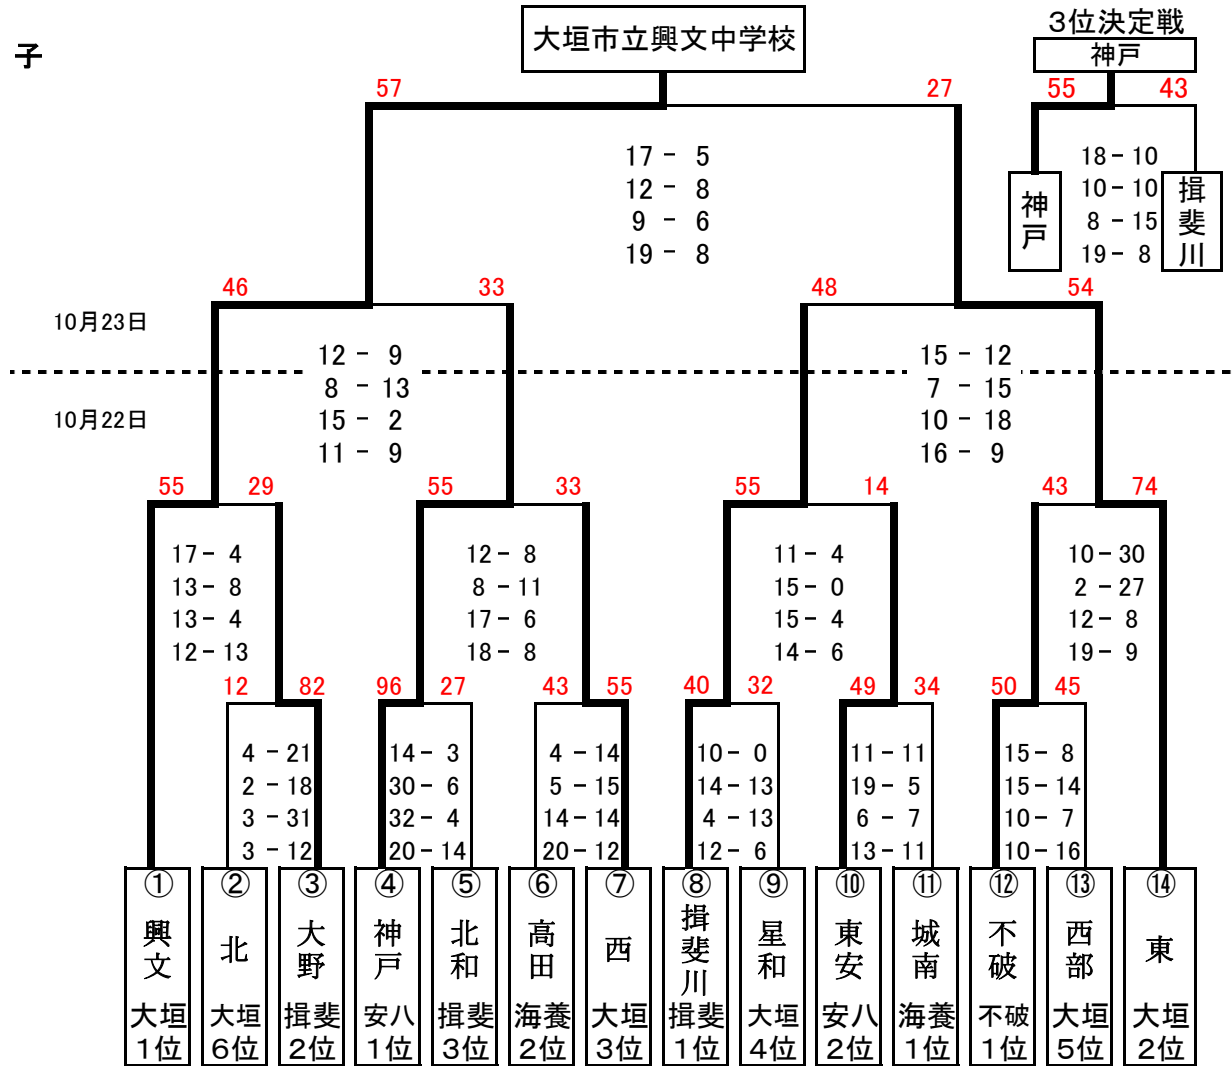 子
大垣市立興文中学校
3位決定戦
神戸
57
27
55
43
17 - 5
12 - 8
9 - 6
19 - 8
18 - 10
10 - 10
8 - 15
19 - 8
神戸
揖斐川
46
33
48
54
10月23日
10月22日
12 - 9
8 - 13
15 - 2
11 - 9
15 - 12
7 - 15
10 - 18
16 - 9
55
29
55
33
55
14
43
74
17 - 4
13 - 8
13 - 4
12 - 13
12 - 8
8 - 11
17 - 6
18 - 8
11 - 4
15 - 0
15 - 4
14 - 6
10 - 30
2 - 27
12 - 8
19 - 9
12
82
96
27
43
55
40
32
49
34
50
45
4 - 21
2 - 18
3 - 31
3 - 12
14 - 3
30 - 6
32 - 4
20 - 14
4 - 14
5 - 15
14 - 14
20 - 12
10 - 0
14 - 13
4 - 13
12 - 6
11 - 11
19 - 5
6 - 7
13 - 11
15 - 8
15 - 14
10 - 7
10 - 16
①
興文
大垣
1位
②
北
大垣
6位
③
大野
揖斐
2位
④
神戸
安八
1位
⑤
北和
揖斐
3位
⑥
高田
海養
2位
⑦
西
大垣
3位
⑧
揖斐川
揖斐
1位
⑨
星和
大垣
4位
⑩
東安
安八
2位
⑪
城南
海養
1位
⑫
不破
不破
1位
⑬
西部
大垣
5位
⑭
東
大垣
2位